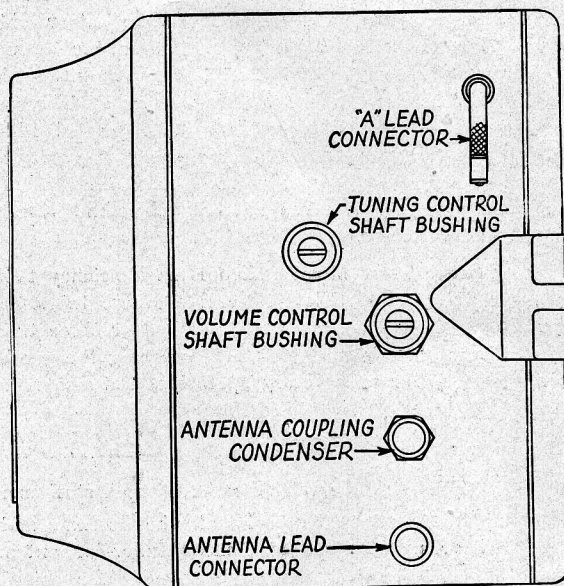 "A" LEAD
CONNECTOR
TUNING CONTROL
SHAFT BUSHING
VOLUME CONTROL
SHAFT BUSHING
ANTENNA COUPLING
CONDENSER
ANTENNA LEAD
CONNECTOR